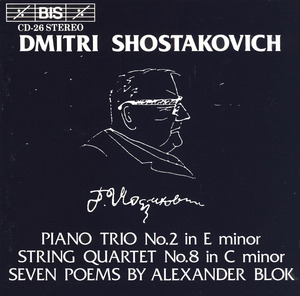 BIS
CD-26 STEREO
DMITRI SHOSTAKOVICH
PIANO TRIO No.2 in E minor
STRING QUARTET No.8 in C minor
SEVEN POEMS BY ALEXANDER BLOK